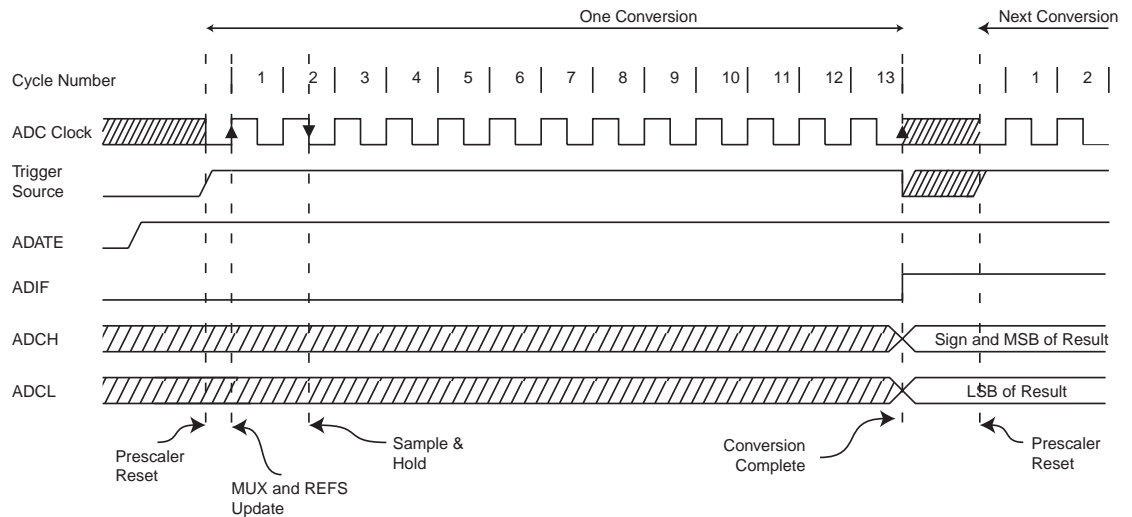 One Conversion
Next Conversion
Cycle Number
1 2 3 4 5 6 7 8 9 10 11 12 13 1 2
ADC Clock
Trigger
Source
ADATE
ADIF
ADCH
Sign and MSB of Result
ADCL
LSB of Result
Prescaler
Reset
MUX and REFS
Update
Sample &
Hold
Conversion
Complete
Prescaler
Reset